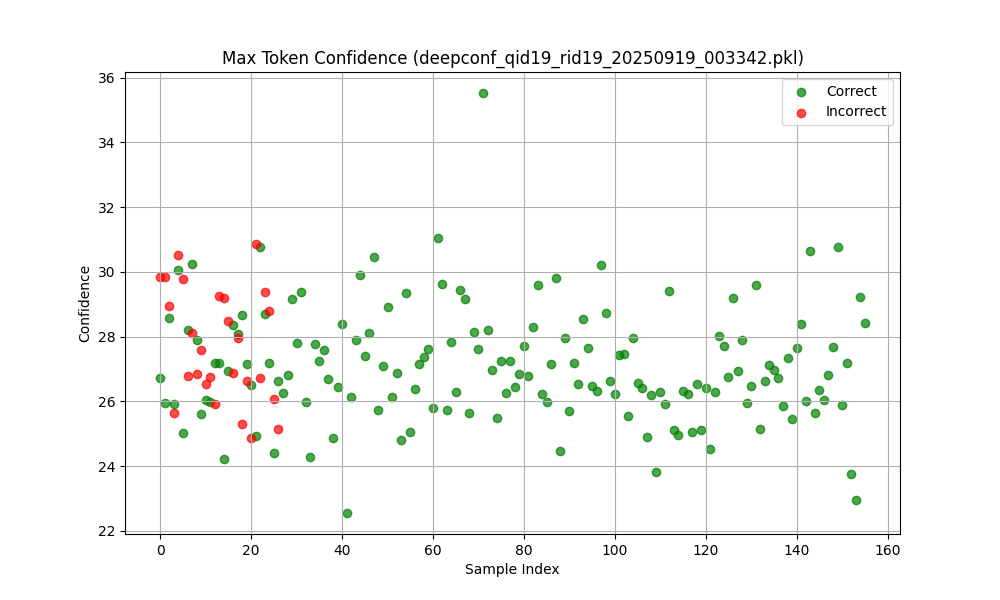 Max Token Confidence (deepconf_qid19_rid19_20250919_003342.pkl)
Correct
Incorrect
Confidence
36
34
32
30
28
26
24
22
0 20 40 60 80 100 120 140 160
Sample Index